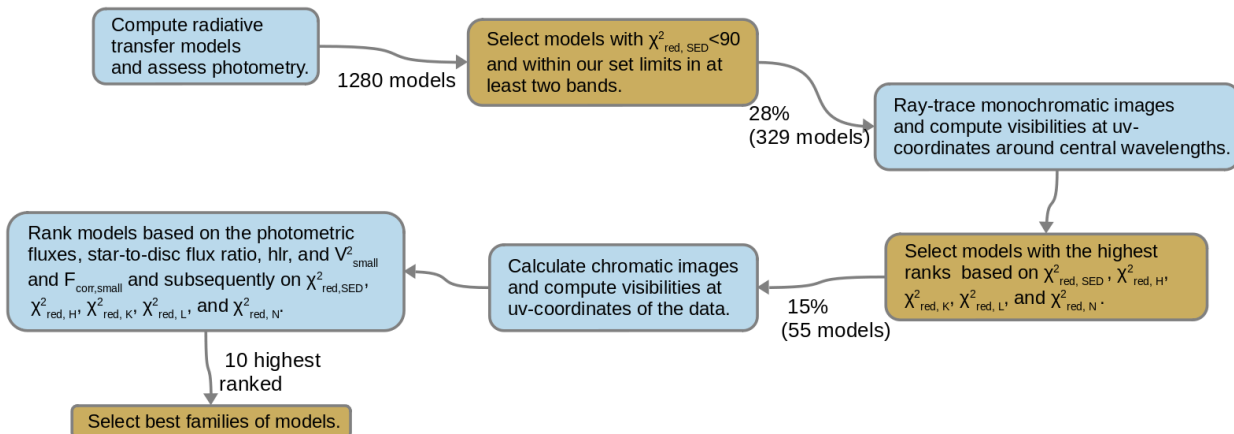 Compute radiative
transfer models
and assess photometry.
1280 models
Select models with χ²red, SED<90
and within our set limits in at
least two bands.
28%
(329 models)
Ray-trace monochromatic images
and compute visibilities at uv-
coordinates around central wavelengths.
Select models with the highest
ranks based on χ²red, SED , χ²red, H,
χ²red, K, χ²red, L, and χ²red, N .
15%
(55 models)
Calculate chromatic images
and compute visibilities at
uv-coordinates of the data.
Rank models based on the photometric
fluxes, star-to-disc flux ratio, hlr, and V²small
and Fcorr,small and subsequently on χ²red,SED,
χ²red, H, χ²red, K, χ²red, L, and χ²red, N.
10 highest
ranked
Select best families of models.